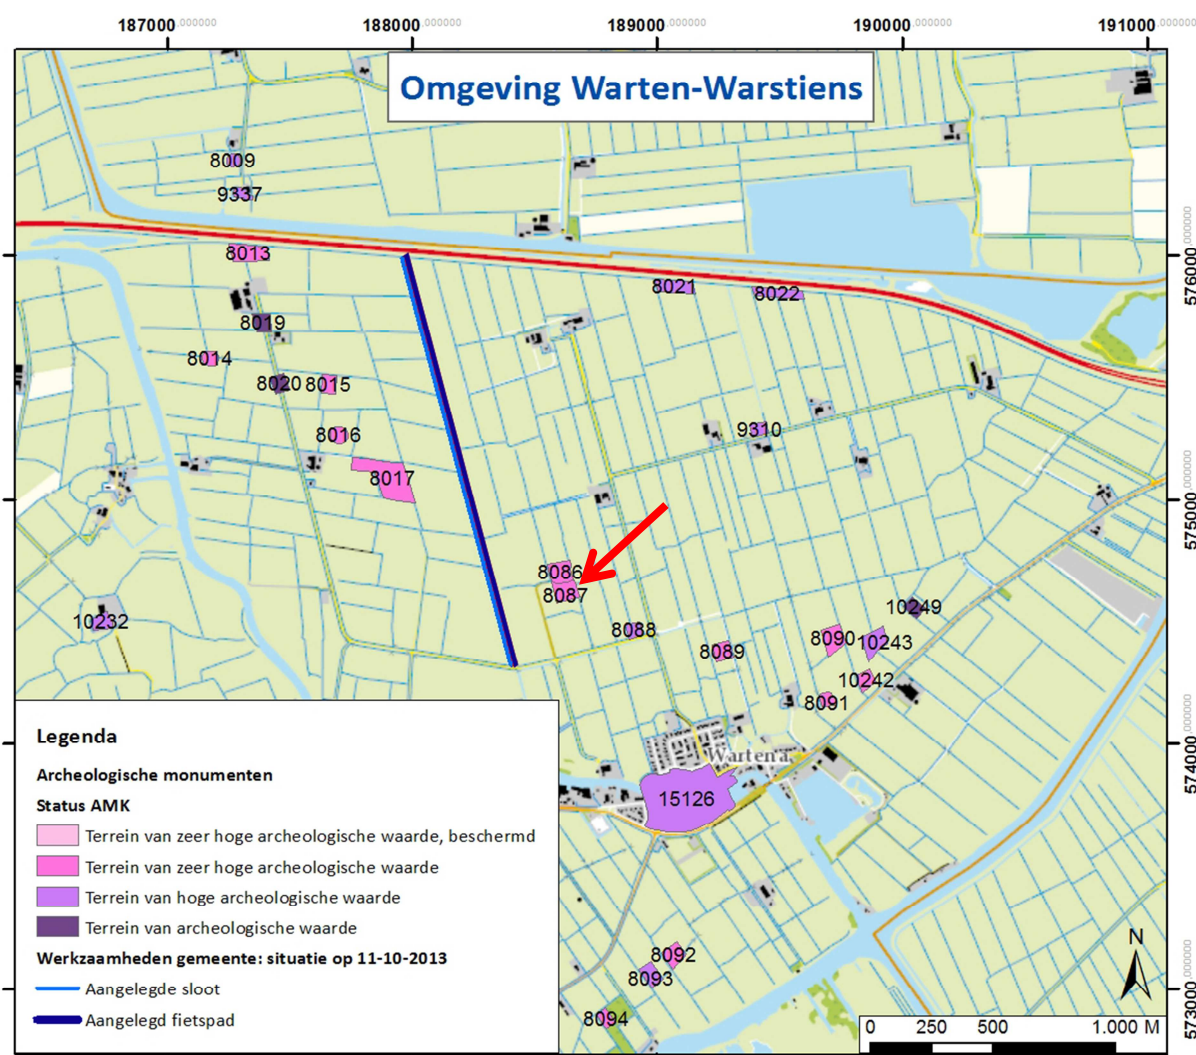 187000,000000 188000,000000 189000,000000 190000,000000 191000,000000
Omgeving Warten-Warstiens
8009
9337
8013
576000,000000
8021
8022
8019
8014
8020 8015
9310
8016
8017
575000,000000
8086
8087
10249
10232
8088
8090 10243
8089
10242
8091
574000,000000
Wartena
15126
Legenda
Archeologische monumenten
Status AMK
Terrein van zeer hoge archeologische waarde, beschermd
Terrein van zeer hoge archeologische waarde
Terrein van hoge archeologische waarde
Terrein van archeologische waarde
Werkzaamheden gemeente: situatie op 11-10-2013
Aangelegde sloot
Aangelegd fietspad
8092
8093
8094
N
573000,000000
0 250 500 1.000 M